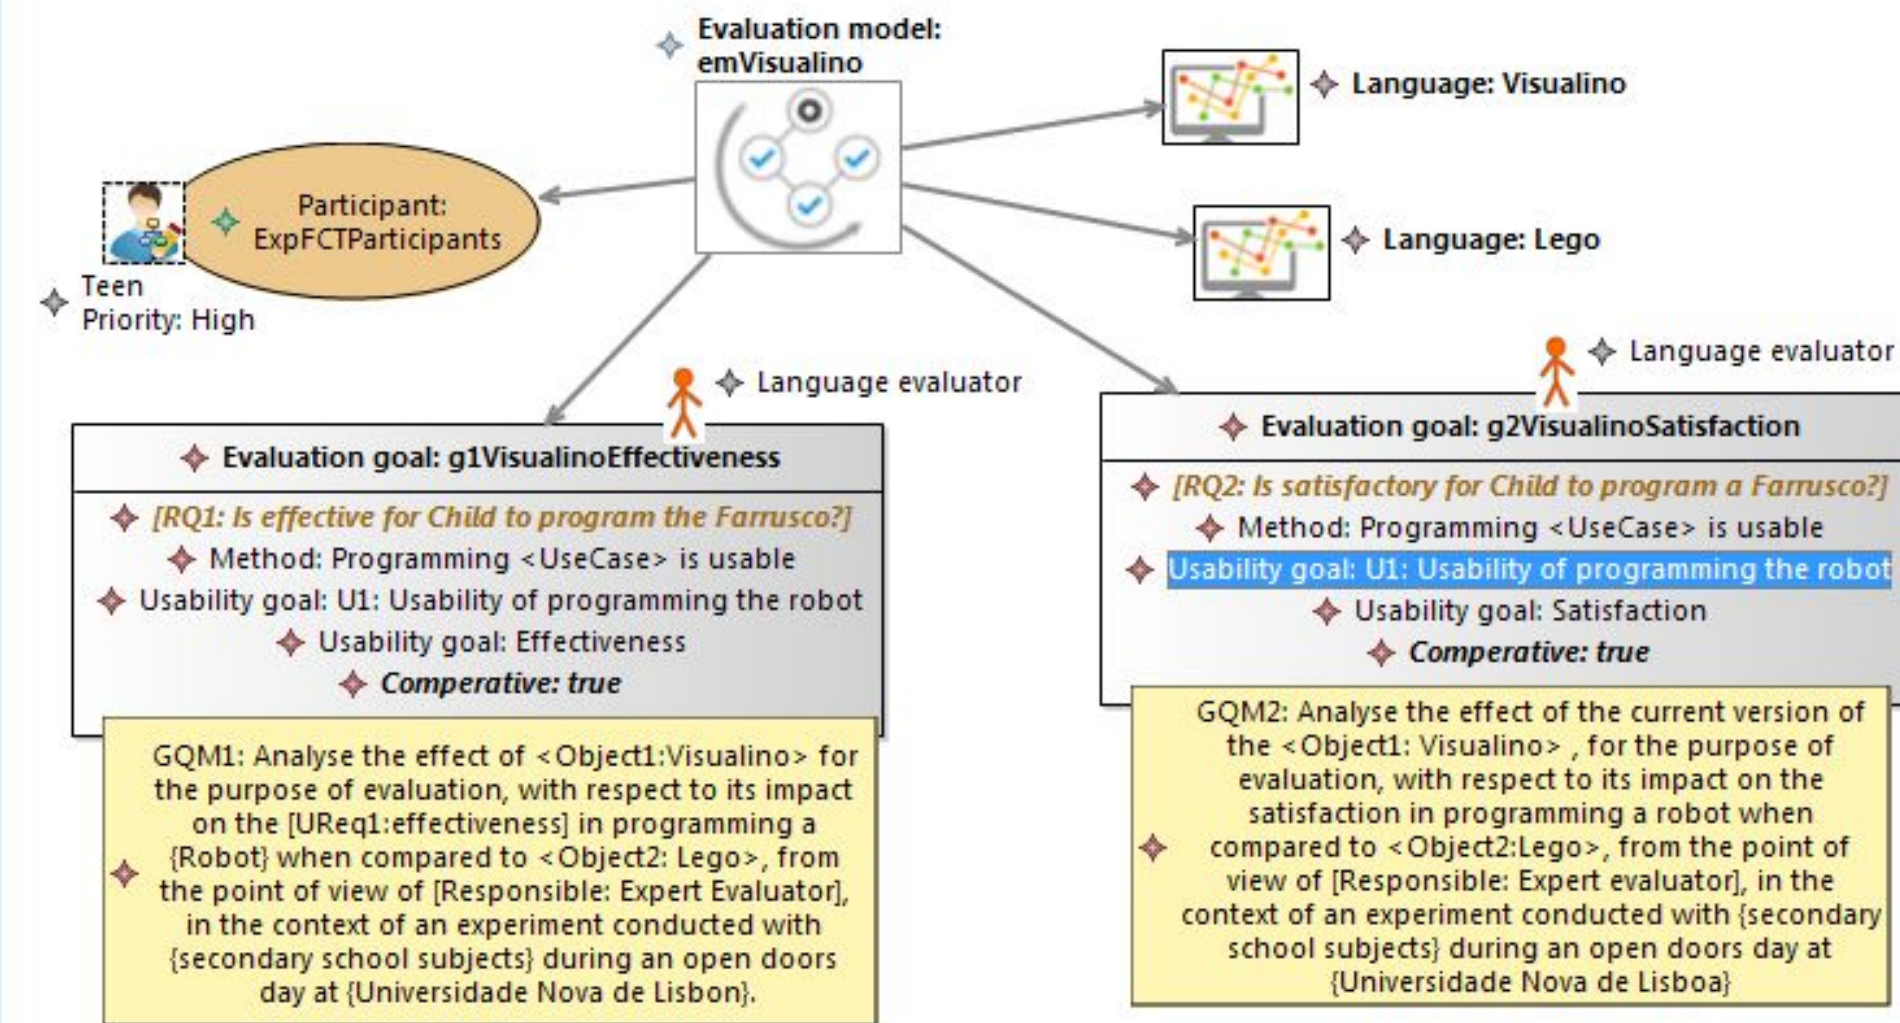 Evaluation model:
emVisualino
Language: Visualino
Participant:
ExpFCTParticipants
Language: Lego
Teen
Priority: High
Language evaluator
Evaluation goal: g1VisualinoEffectiveness
[RQ1: Is effective for Child to program the Farrusco?]
Method: Programming <UseCase> is usable
Usability goal: U1: Usability of programming the robot
Usability goal: Effectiveness
Comperative: true
GQM1: Analyse the effect of <Object1:Visualino> for
the purpose of evaluation, with respect to its impact
on the [UReq1:effectiveness] in programming a
{Robot} when compared to <Object2: Lego>, from
the point of view of [Responsible: Expert Evaluator],
in the context of an experiment conducted with
{secondary school subjects} during an open doors
day at {Universidade Nova de Lisbon}.
Language evaluator
Evaluation goal: g2VisualinoSatisfaction
[RQ2: Is satisfactory for Child to program a Farrusco?]
Method: Programming <UseCase> is usable
Usability goal: U1: Usability of programming the robot
Usability goal: Satisfaction
Comperative: true
GQM2: Analyse the effect of the current version of
the <Object1: Visualino> , for the purpose of
evaluation, with respect to its impact on the
satisfaction in programming a robot when
compared to <Object2:Lego>, from the point of
view of [Responsible: Expert evaluator], in the
context of an experiment conducted with {secondary
school subjects} during an open doors day at
{Universidade Nova de Lisboa}